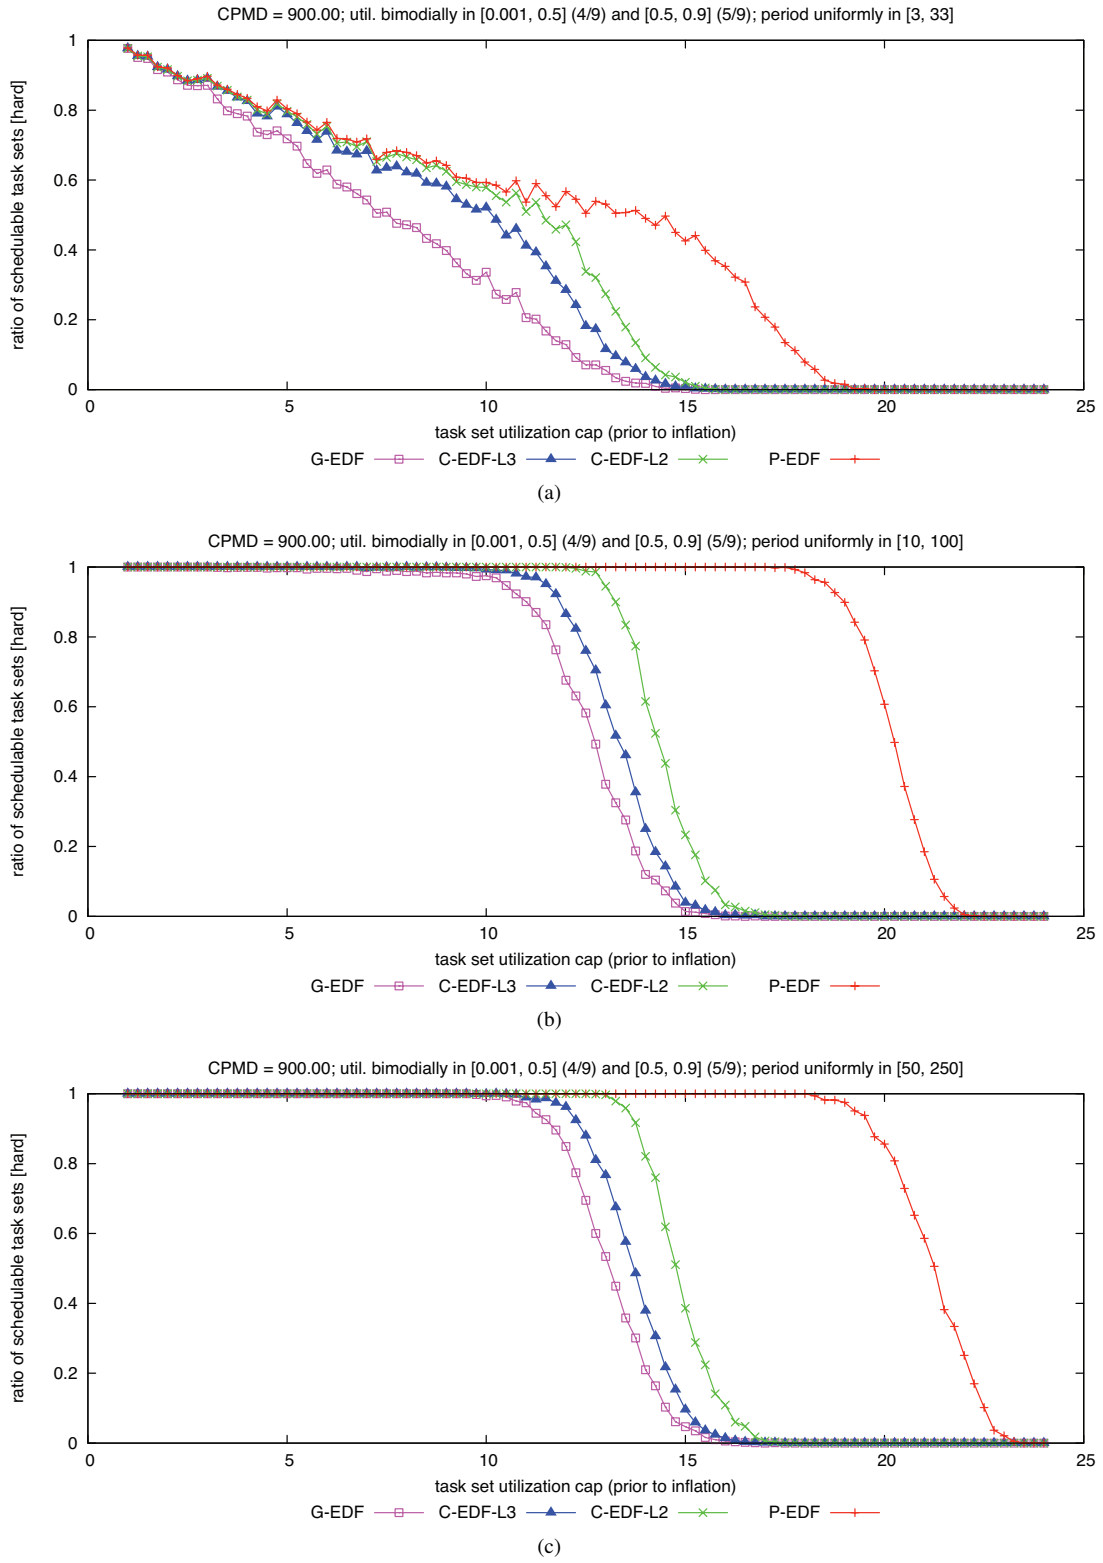 CPMD = 900.00; util. bimodially in [0.001, 0.5] (4/9) and [0.5, 0.9] (5/9); period uniformly in [3, 33]
1
0.8
0.6
0.4
0.2
0
ratio of schedulable task sets [hard]
0 5 10 15 20 25
task set utilization cap (prior to inflation)
G-EDF C-EDF-L3 C-EDF-L2 P-EDF
(a)
CPMD = 900.00; util. bimodially in [0.001, 0.5] (4/9) and [0.5, 0.9] (5/9); period uniformly in [10, 100]
1
0.8
0.6
0.4
0.2
0
ratio of schedulable task sets [hard]
0 5 10 15 20 25
task set utilization cap (prior to inflation)
G-EDF C-EDF-L3 C-EDF-L2 P-EDF
(b)
CPMD = 900.00; util. bimodially in [0.001, 0.5] (4/9) and [0.5, 0.9] (5/9); period uniformly in [50, 250]
1
0.8
0.6
0.4
0.2
0
ratio of schedulable task sets [hard]
0 5 10 15 20 25
task set utilization cap (prior to inflation)
G-EDF C-EDF-L3 C-EDF-L2 P-EDF
(c)